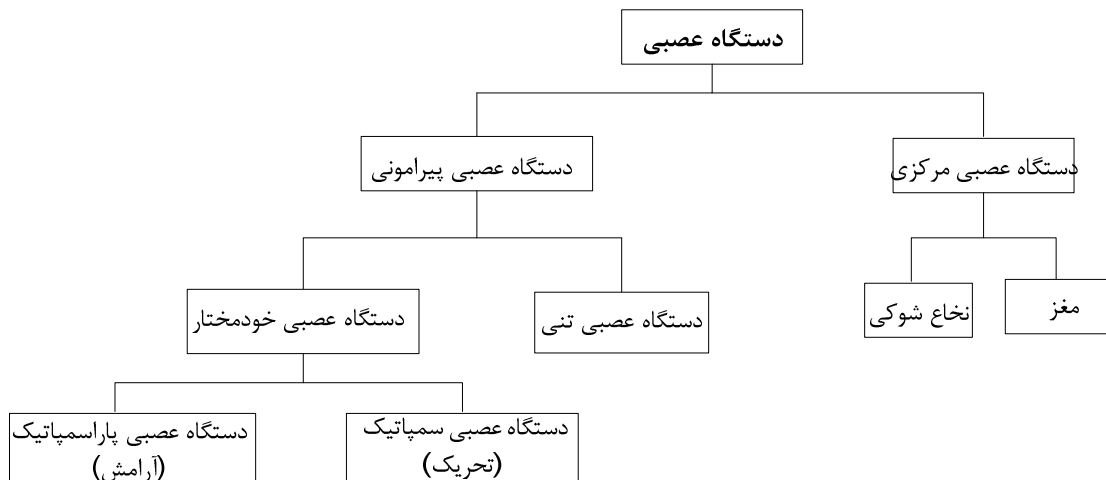 دستگاه عصبی
دستگاه عصبی مرکزی
دستگاه عصبی پیرامونی
مغز
نخاع شوکی
دستگاه عصبی تنی
دستگاه عصبی خودمختار
دستگاه عصبی سمپاتیک
(تحریک)
دستگاه عصبی پاراسمپاتیک
(آرامش)